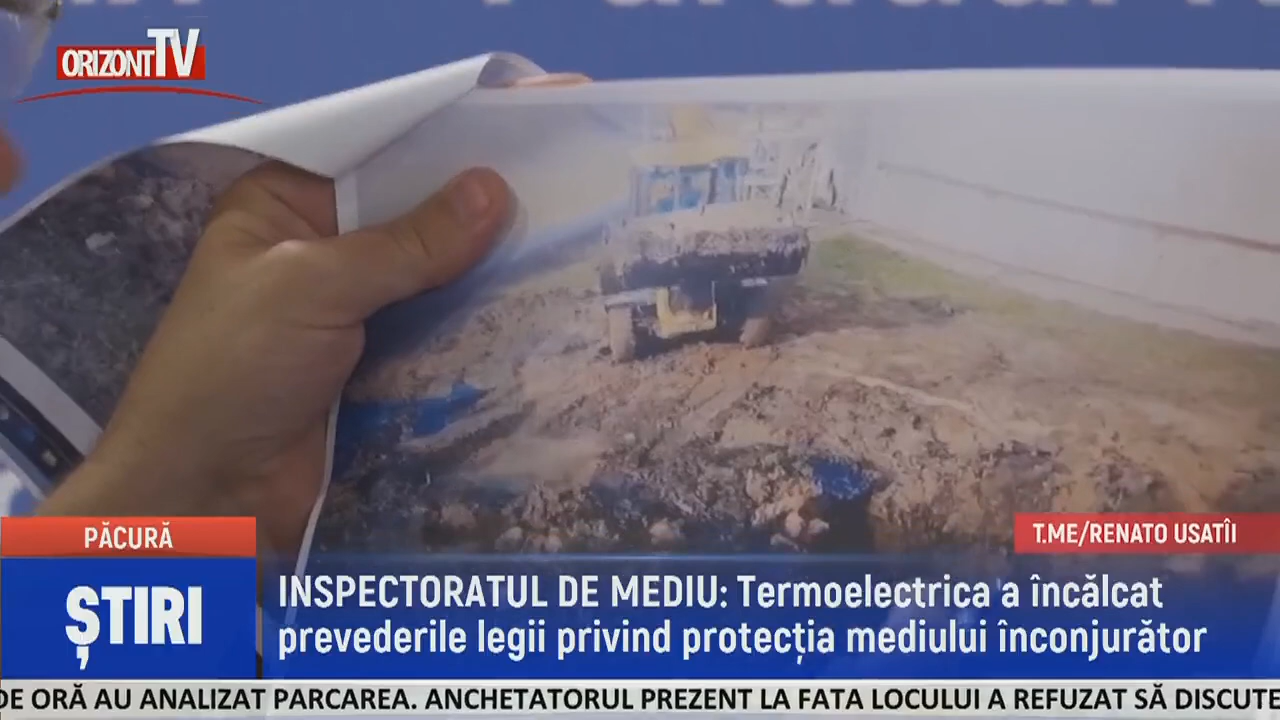 ORIZONT TV
PĂCURĂ
T.ME/RENATO USATÎI
ȘTIRI
INSPECTORATUL DE MEDIU: Termoelectrica a încălcat
prevederile legii privind protecția mediului înconjurător
DE ORĂ AU ANALIZAT PARCAREA. ANCHETATORUL PREZENT LA FATA LOCULUI A REFUZAT SĂ DISCUTE